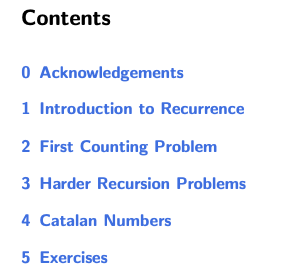 Contents
0 Acknowledgements
1 Introduction to Recurrence
2 First Counting Problem
3 Harder Recursion Problems
4 Catalan Numbers
5 Exercises